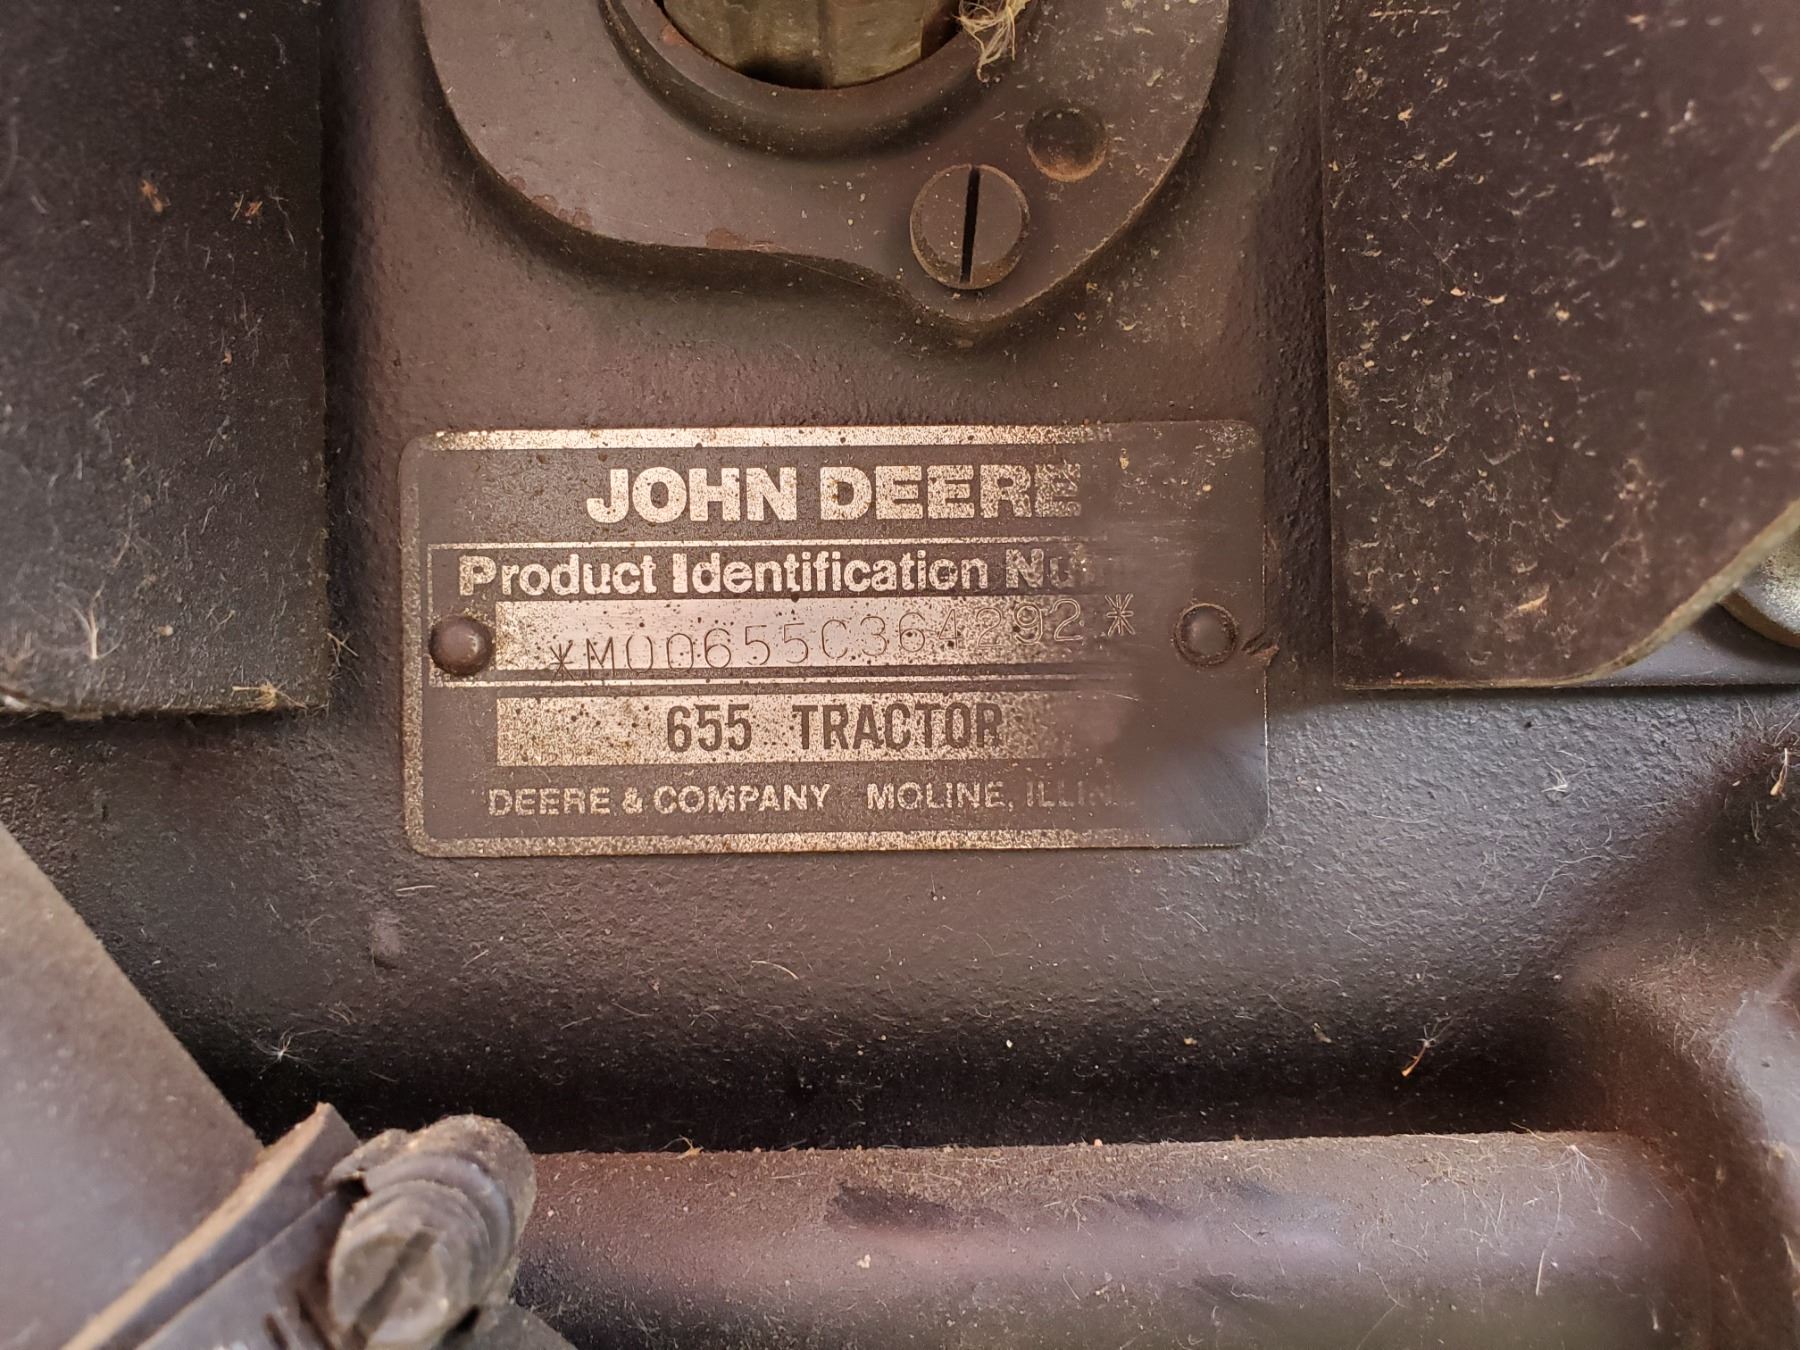 JOHN DEERE
Product Identification
*M00655C364292*
655 TRACTOR
DEERE & COMPANY MOLINE,